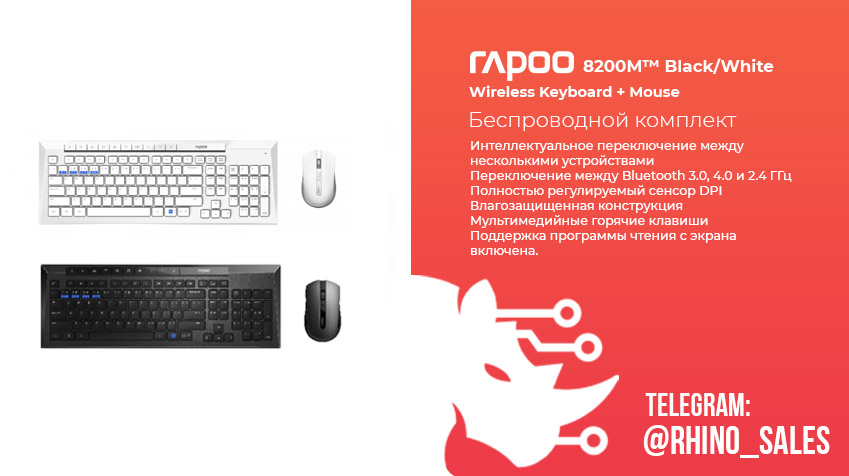 rapoo 8200M™ Black/White
Wireless Keyboard + Mouse
Беспроводной комплект
Интеллектуальное переключение между
несколькими устройствами
Переключение между Bluetooth 3.0, 4.0 и 2.4 ГГц
Полностью регулируемый сенсор DPI
Влагозащищенная конструкция
Мультимедийные горячие клавиши
Поддержка программы чтения с экрана
включена.
rapoo
TELEGRAM:
@RHINO_SALES